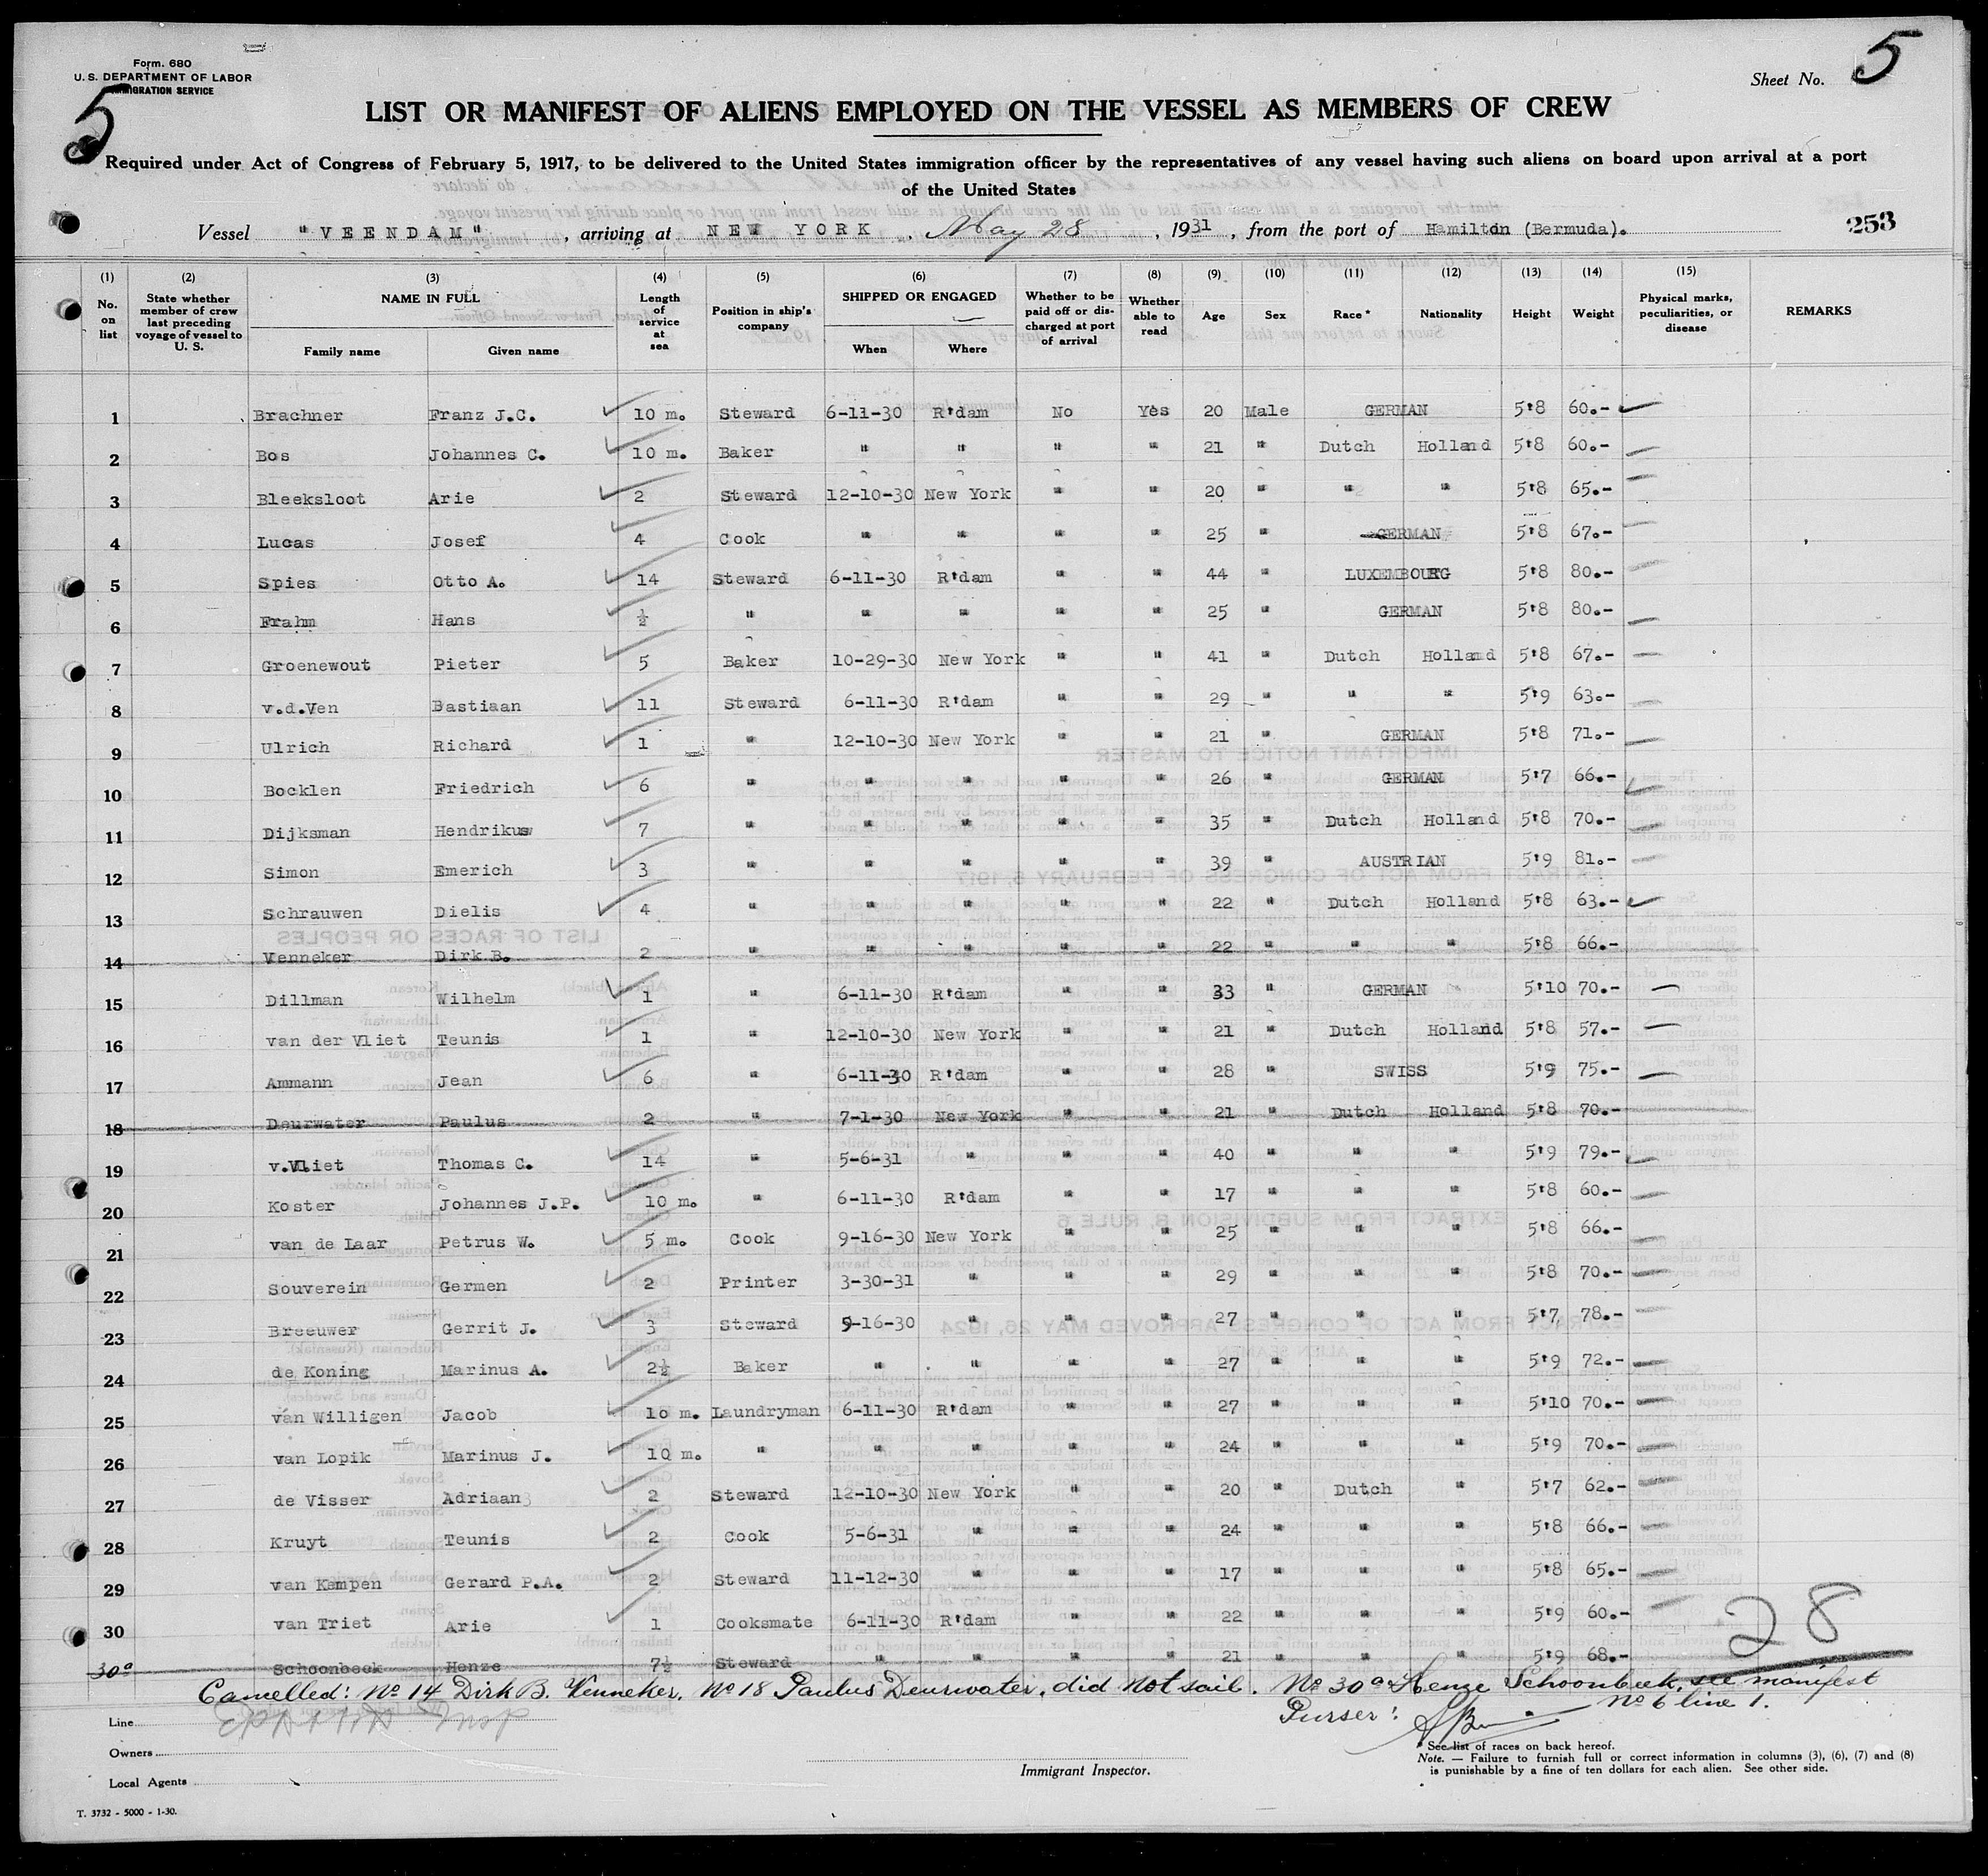 Form. 680
U. S. DEPARTMENT OF LABOR
IMMIGRATION SERVICE
Sheet No. 5
5
LIST OR MANIFEST OF ALIENS EMPLOYED ON THE VESSEL AS MEMBERS OF CREW
Required under Act of Congress of February 5, 1917, to be delivered to the United States immigration officer by the representatives of any vessel having such aliens on board upon arrival at a port
of the United States
Vessel "VEENDAM", arriving at NEW YORK, May 28, 1931, from the port of Hamilton (Bermuda).
253
(1) (2) (3) (4) (5) (6) (7) (8) (9) (10) (11) (12) (13) (14) (15)
No. on list | State whether member of crew last preceding voyage of vessel to U. S. | NAME IN FULL Family name Given name | Length of service at sea | Position in ship's company | SHIPPED OR ENGAGED When Where | Whether to be paid off or discharged at port of arrival | Whether able to read | Age | Sex | Race* | Nationality | Height | Weight | Physical marks, peculiarities, or disease | REMARKS
1 Brachner Franz J.C. 10 m. Steward 6-11-30 R'dam No Yes 20 Male GERMAN 5'8 60.-
2 Bos Johannes C. 10 m. Baker " " " " 21 " Dutch Holland 5'8 60.-
3 Bleeksloot Arie 2 Steward 12-10-30 New York " " 20 " " " 5'8 65.-
4 Lucas Josef 4 Cook " " " " 25 " GERMAN 5'8 67.-
5 Spies Otto A. 14 Steward 6-11-30 R'dam " " 44 " LUXEMBOURG 5'8 80.-
6 Frahm Hans ½ " " " " " 25 " GERMAN 5'8 80.-
7 Groenewout Pieter 5 Baker 10-29-30 New York " " 41 " Dutch Holland 5'8 67.-
8 v.d.Ven Bastiaan 11 Steward 6-11-30 R'dam " " 29 " " " 5'9 63.-
9 Ulrich Richard 1 " 12-10-30 New York " " 21 " GERMAN 5'8 71.-
10 Bocklen Friedrich 6 " " " " " 26 " GERMAN 5'7 66.-
11 Dijksman Hendrikus 7 " " " " " 35 " Dutch Holland 5'8 70.-
12 Simon Emerich 3 " " " " " 39 " AUSTRIAN 5'9 81.-
13 Schrauwen Dielis 4 " " " " " 22 " Dutch Holland 5'8 63.-
14 Venneker Dirk B. 2 " " " " " 22 " " " 5'8 66.-
15 Dillman Wilhelm 1 " 6-11-30 R'dam " " 33 " GERMAN " 5'10 70.-
16 van der Vliet Teunis 1 " 12-10-30 New York " " 21 " Dutch Holland 5'8 57.-
17 Ammann Jean 6 " 6-11-30 R'dam " " 28 " SWISS 5'9 75.-
18 Deurwater Paulus 2 " 7-1-30 New York " " 21 " Dutch Holland 5'8 70.-
19 v.Vliet Thomas C. 14 " 5-6-31 " " " 40 " " " 5'9 79.-
20 Koster Johannes J.P. 10 m. " 6-11-30 R'dam " " 17 " " " 5'8 60.-
21 van de Laar Petrus W. 5 m. Cook 9-16-30 New York " " 25 " " " 5'8 66.-
22 Souverein Germen 2 Printer 3-30-31 " " " 29 " " " 5'8 70.-
23 Breeuwer Gerrit J. 3 Steward 9-16-30 " " " 27 " " " 5'7 78.-
24 de Koning Marinus A. 2½ Baker " " " " 27 " " " 5'9 72.-
25 van Willigen Jacob 10 m. Laundryman 6-11-30 R'dam " " 27 " " " 5'10 70.-
26 van Lopik Marinus J. 10 m. " " " " " 24 " " " 5'9 70.-
27 de Visser Adriaan 2 Steward 12-10-30 New York " " 20 " Dutch " 5'7 62.-
28 Kruyt Teunis 2 Cook 5-6-31 " " " 24 " " " 5'8 66.-
29 van Kempen Gerard P.A. 2 Steward 11-12-30 " " " 17 " " " 5'8 65.-
30 van Triet Arie 1 Cooksmate 6-11-30 R'dam " " 22 " " " 5'9 60.-
28
30a Schoonbeek Henze 7½ Steward " " " " 21 " " " 5'9 68.-
Cancelled: No 14 Dirk B. Venneker, No 18 Paulus Deurwater, did not sail. No 30a Henze Schoonbeek, see manifest
No 6 line 1.
Purser:
Line
Owners
Local Agents
Immigrant Inspector.
* See list of races on back hereof.
Note. — Failure to furnish full or correct information in columns (3), (6), (7) and (8)
is punishable by a fine of ten dollars for each alien. See other side.
T. 3732 - 5000 - 1-30.